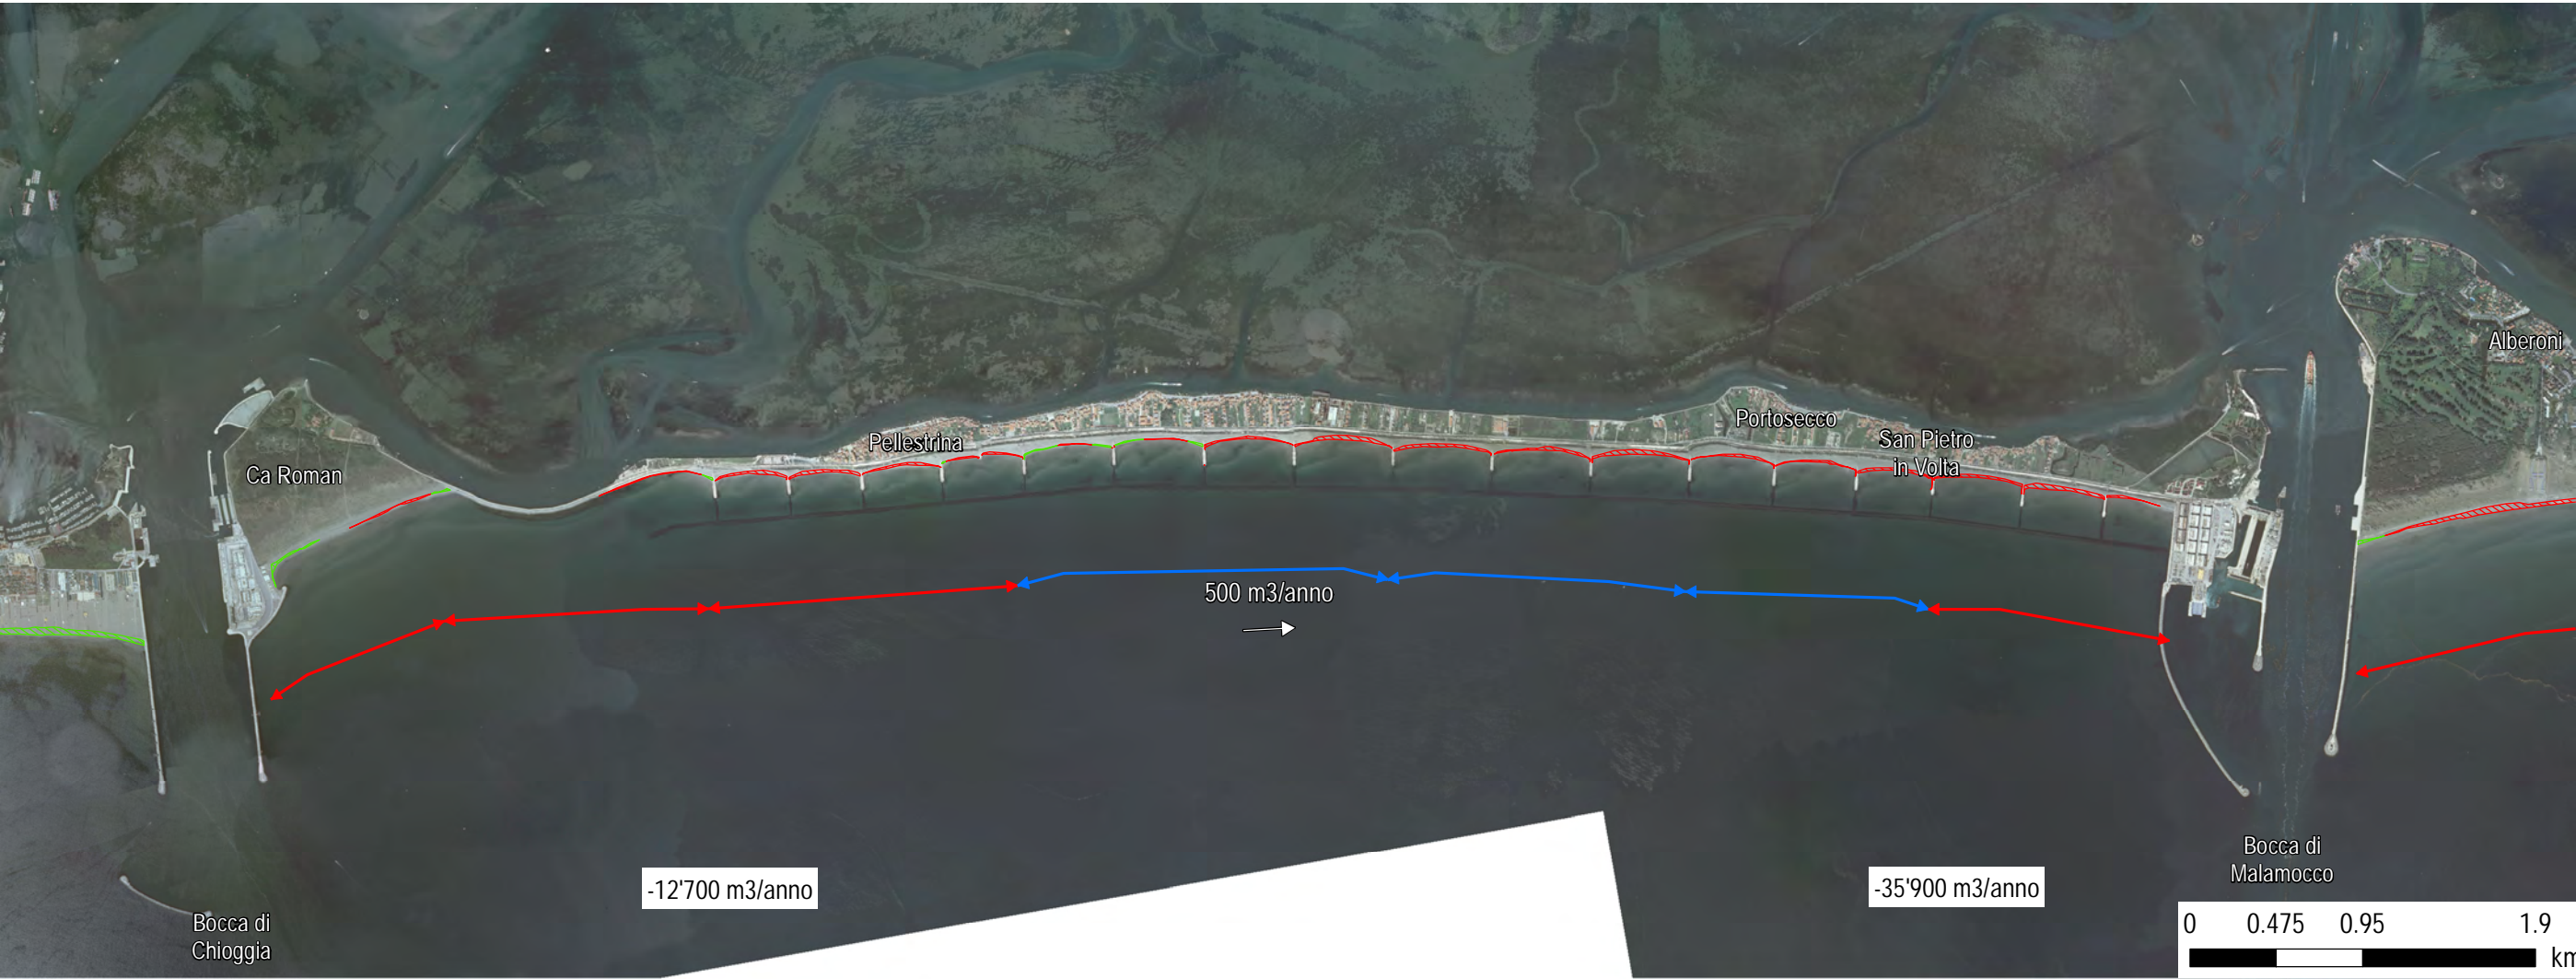 Alberoni
Portosecco
Pellestrina
San Pietro
in Volta
Ca Roman
500 m3/anno
-12'700 m3/anno
-35'900 m3/anno
Bocca di
Malamocco
Bocca di
Chioggia
0 0.475 0.95 1.9
km